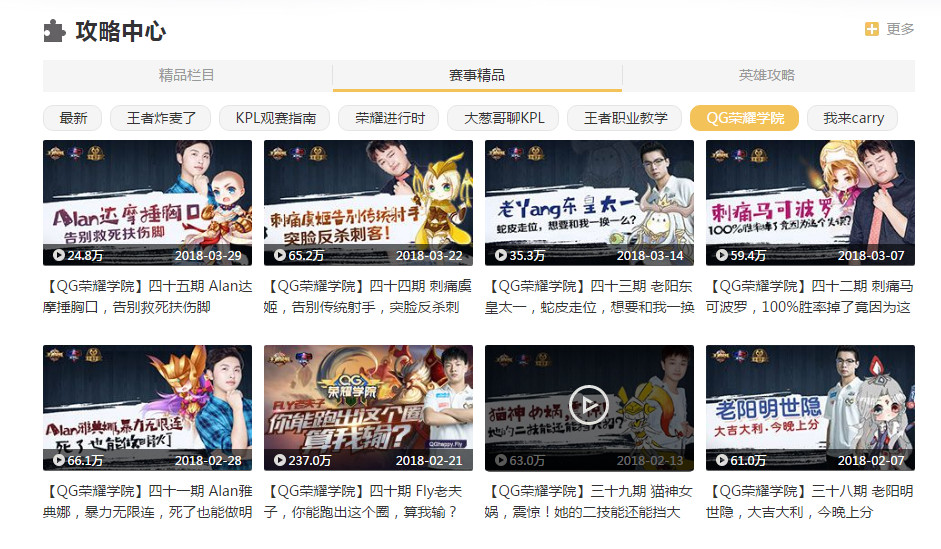 攻略中心
更多
精品栏目
赛事精品
英雄攻略
最新
王者炸麦了
KPL观赛指南
荣耀进行时
大葱哥聊KPL
王者职业教学
QG荣耀学院
我来carry
Alan达摩捶胸口
告别救死扶伤脚
24.8万
2018-03-29
【QG荣耀学院】四十五期 Alan达
摩捶胸口，告别救死扶伤脚
刺痛虞姬告别传统射手
突脸反杀刺客！
65.2万
2018-03-22
【QG荣耀学院】四十四期 刺痛虞
姬，告别传统射手，突脸反杀刺
老Yang东皇太一
蛇皮走位，想要和我一换一么？
35.3万
2018-03-14
【QG荣耀学院】四十三期 老阳东
皇太一，蛇皮走位，想要和我一换
刺痛马可波罗
100%胜率掉了竟因为这个失误？
59.4万
2018-03-07
【QG荣耀学院】四十二期 刺痛马
可波罗，100%胜率掉了竟因为这
Alan雅典娜，暴力无限连
死了也能做明灯
66.1万
2018-02-28
【QG荣耀学院】四十一期 Alan雅
典娜，暴力无限连，死了也能做明
QG
荣耀学院
FLY老夫子
你能跑出这个圈
算我输？
QGhappy.Fly
237.0万
2018-02-21
【QG荣耀学院】四十期 Fly老夫
子，你能跑出这个圈，算我输？
猫神女娲，震惊
她的二技能还能挡大招？
63.0万
2018-02-13
【QG荣耀学院】三十九期 猫神女
娲，震惊！她的二技能还能挡大
老阳明世隐
大吉大利·今晚上分
61.0万
2018-02-07
【QG荣耀学院】三十八期 老阳明
世隐，大吉大利，今晚上分